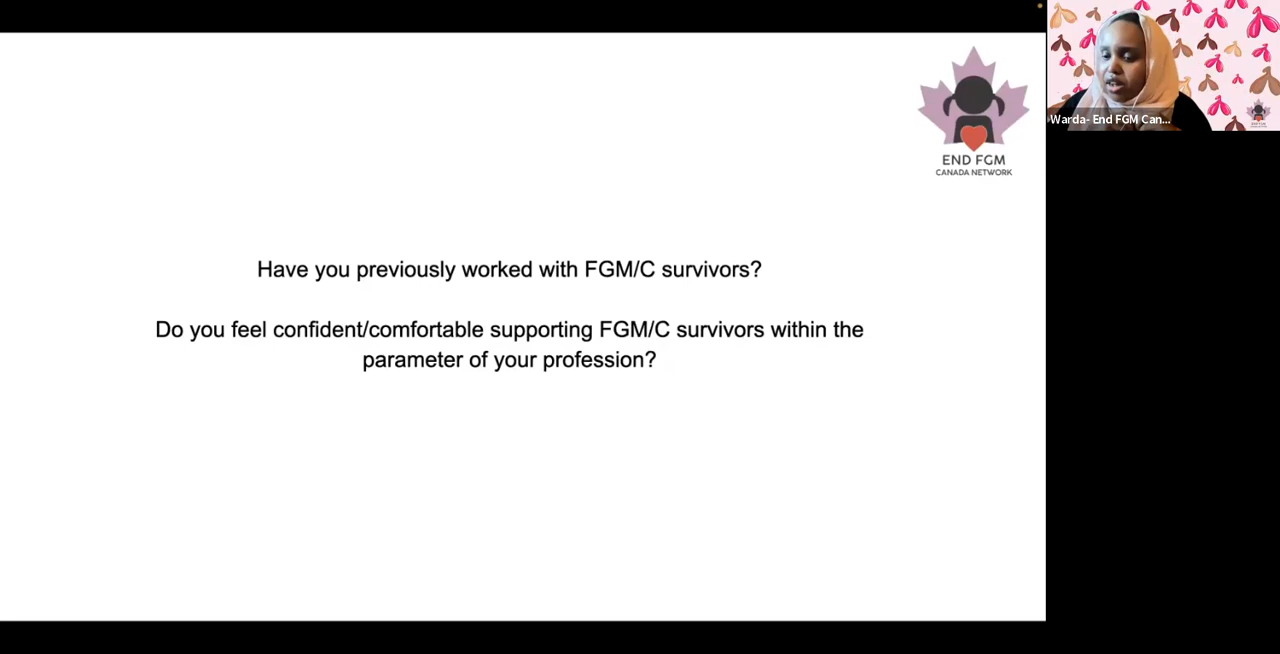 END FGM
CANADA NETWORK
Warda- End FGM Can...
Have you previously worked with FGM/C survivors?
Do you feel confident/comfortable supporting FGM/C survivors within the
parameter of your profession?